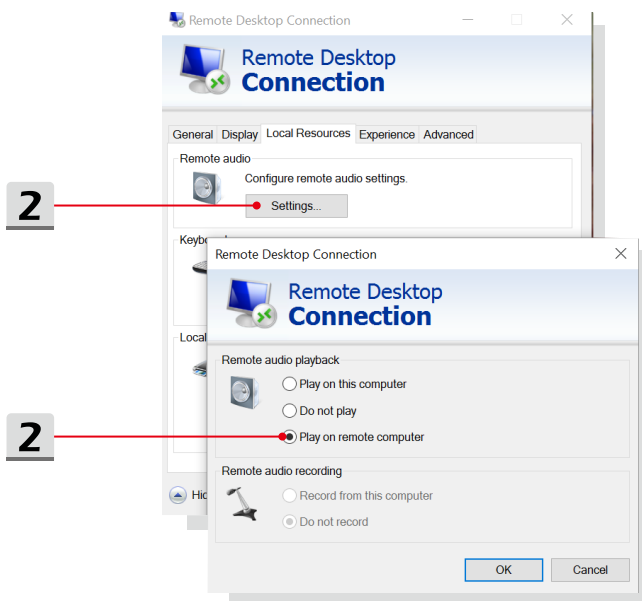 Remote Desktop Connection
Remote Desktop
Connection
General Display Local Resources Experience Advanced
Remote audio
Configure remote audio settings.
2
Settings...
Remote Desktop Connection
Remote Desktop
Connection
Local
Remote audio playback
Play on this computer
Do not play
2
Play on remote computer
Remote audio recording
Record from this computer
Do not record
OK Cancel